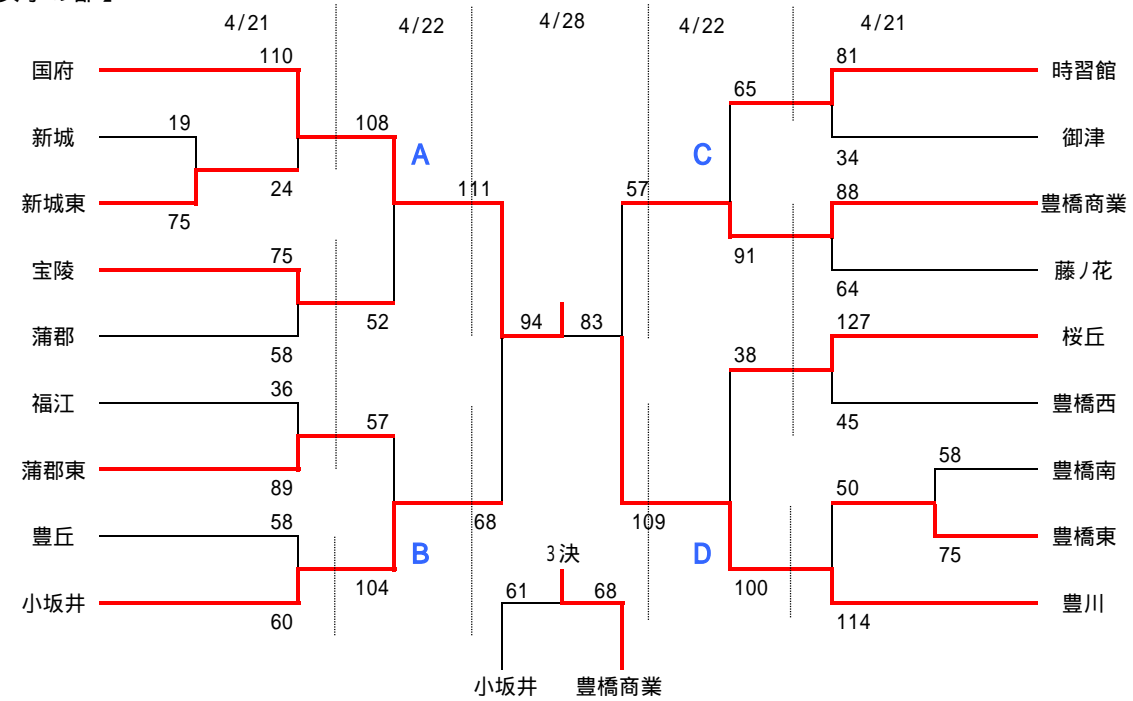 子の部】
4/21 4/22 4/28 4/22 4/21
110 81
国府 時習館
65
19 108
新城 御津
A C
34
24
111 57 88
新城東 豊橋商業
75
75 91
宝陵 藤ノ花
64
52 94 83 127
蒲郡 桜丘
58 38
36
福江 豊橋西
57 45
58
蒲郡東 豊橋南
89 50
58 68 109
豊丘 豊橋東
B 3決 D 75
104 61 68 100
小坂井 豊川
60 114
小坂井 豊橋商業